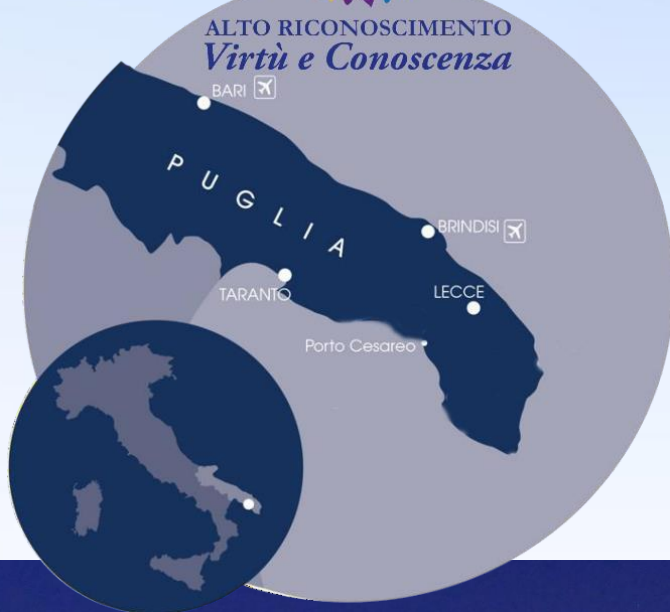 ALTO RICONOSCIMENTO
Virtù e Conoscenza
BARI
PUGLIA
BRINDISI
TARANTO
LECCE
Porto Cesareo